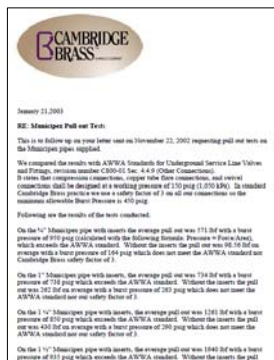 CAMBRIDGE
BRASS
January 21, 2003
RE: Municipex Pull out Tests
This is to follow up on your letter sent on November 22, 2002 requesting pull out tests on
the Municipex pipes supplied.
We compared the results with AWWA Standards for Underground Service Line Valves
and Fittings, revision number C800-01 Sec. 4.4.9 (Other Connections).
It states that compression connections, copper tube flare connections, and swivel
connections shall be designed at a working pressure of 150 psig (1,050 kPa). In standard
Cambridge Brass practice we use a safety factor of 3 on all our connections so the
minimum allowable Burst Pressure is 450 psig.
Following are the results of the tests conducted.
On the ¾" Municipex pipe with inserts the average pull out was 571 lbf with a burst
pressure of 970 psig (calculated with the following formula: Pressure = Force/Area),
which exceeds the AWWA standard. Without the inserts the pull out was 96.56 lbf on
average with a burst pressure of 164 psig which does not meet the AWWA standard nor
Cambridge Brass safety factor of 3.
On the 1" Municipex pipe with inserts, the average pull out was 734 lbf with a burst
pressure of 738 psig which exceeds the AWWA standard. Without the inserts the pull
out was 262 lbf on average with a burst pressure of 263 psig which does not meet the
AWWA standard nor our safety factor of 3.
On the 1 Municipex pipe with inserts, the average pull out was 1261 lbf with a burst
pressure of 850 psig which exceeds the AWWA standard. Without the inserts the pull
out was 430 lbf on average with a burst pressure of 290 psig which does not meet the
AWWA standard nor our safety factor of 3.
On the 1 ½" Municipex pipe with inserts, the average pull out was 1940 lbf with a burst
pressure of 935 psig which exceeds the AWWA standard. Without the inserts the pull